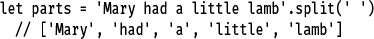 let parts = 'Mary had a little lamb'.split(' ')
// ['Mary', 'had', 'a', 'little', 'lamb']